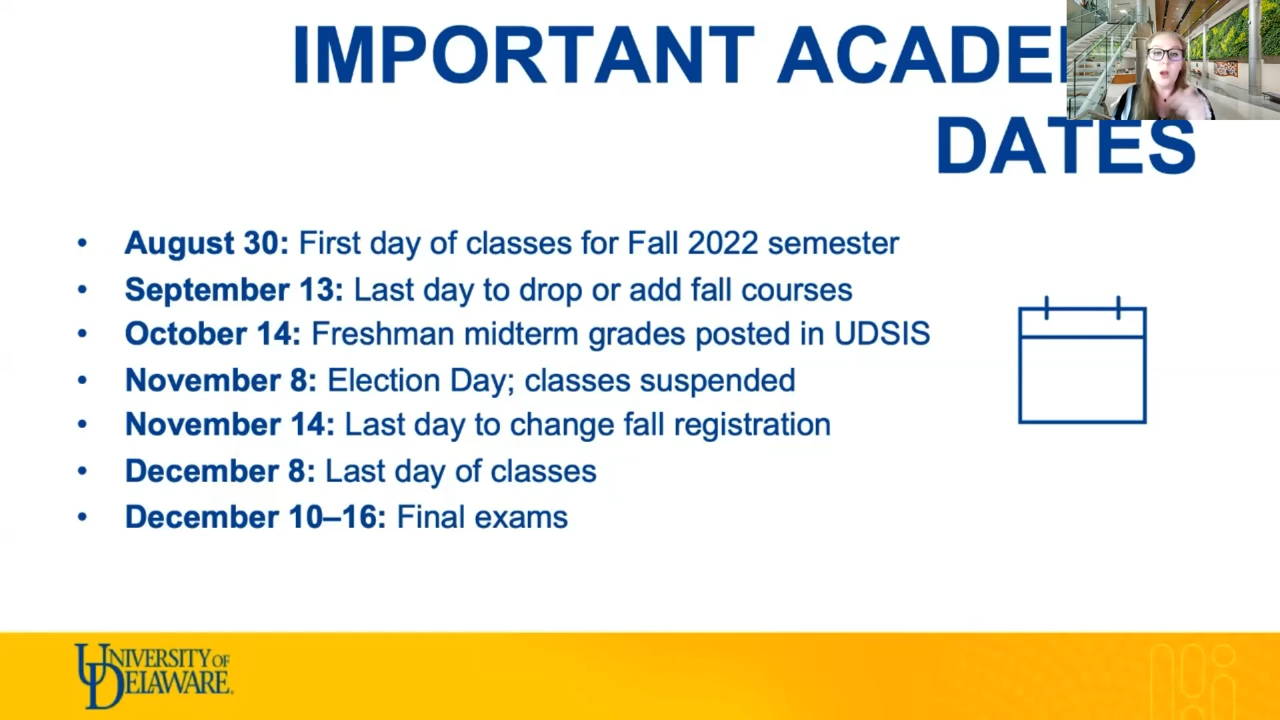 IMPORTANT ACADE
DATES
• August 30: First day of classes for Fall 2022 semester
• September 13: Last day to drop or add fall courses
• October 14: Freshman midterm grades posted in UDSIS
• November 8: Election Day; classes suspended
• November 14: Last day to change fall registration
• December 8: Last day of classes
• December 10–16: Final exams
UNIVERSITY OF
DELAWARE.